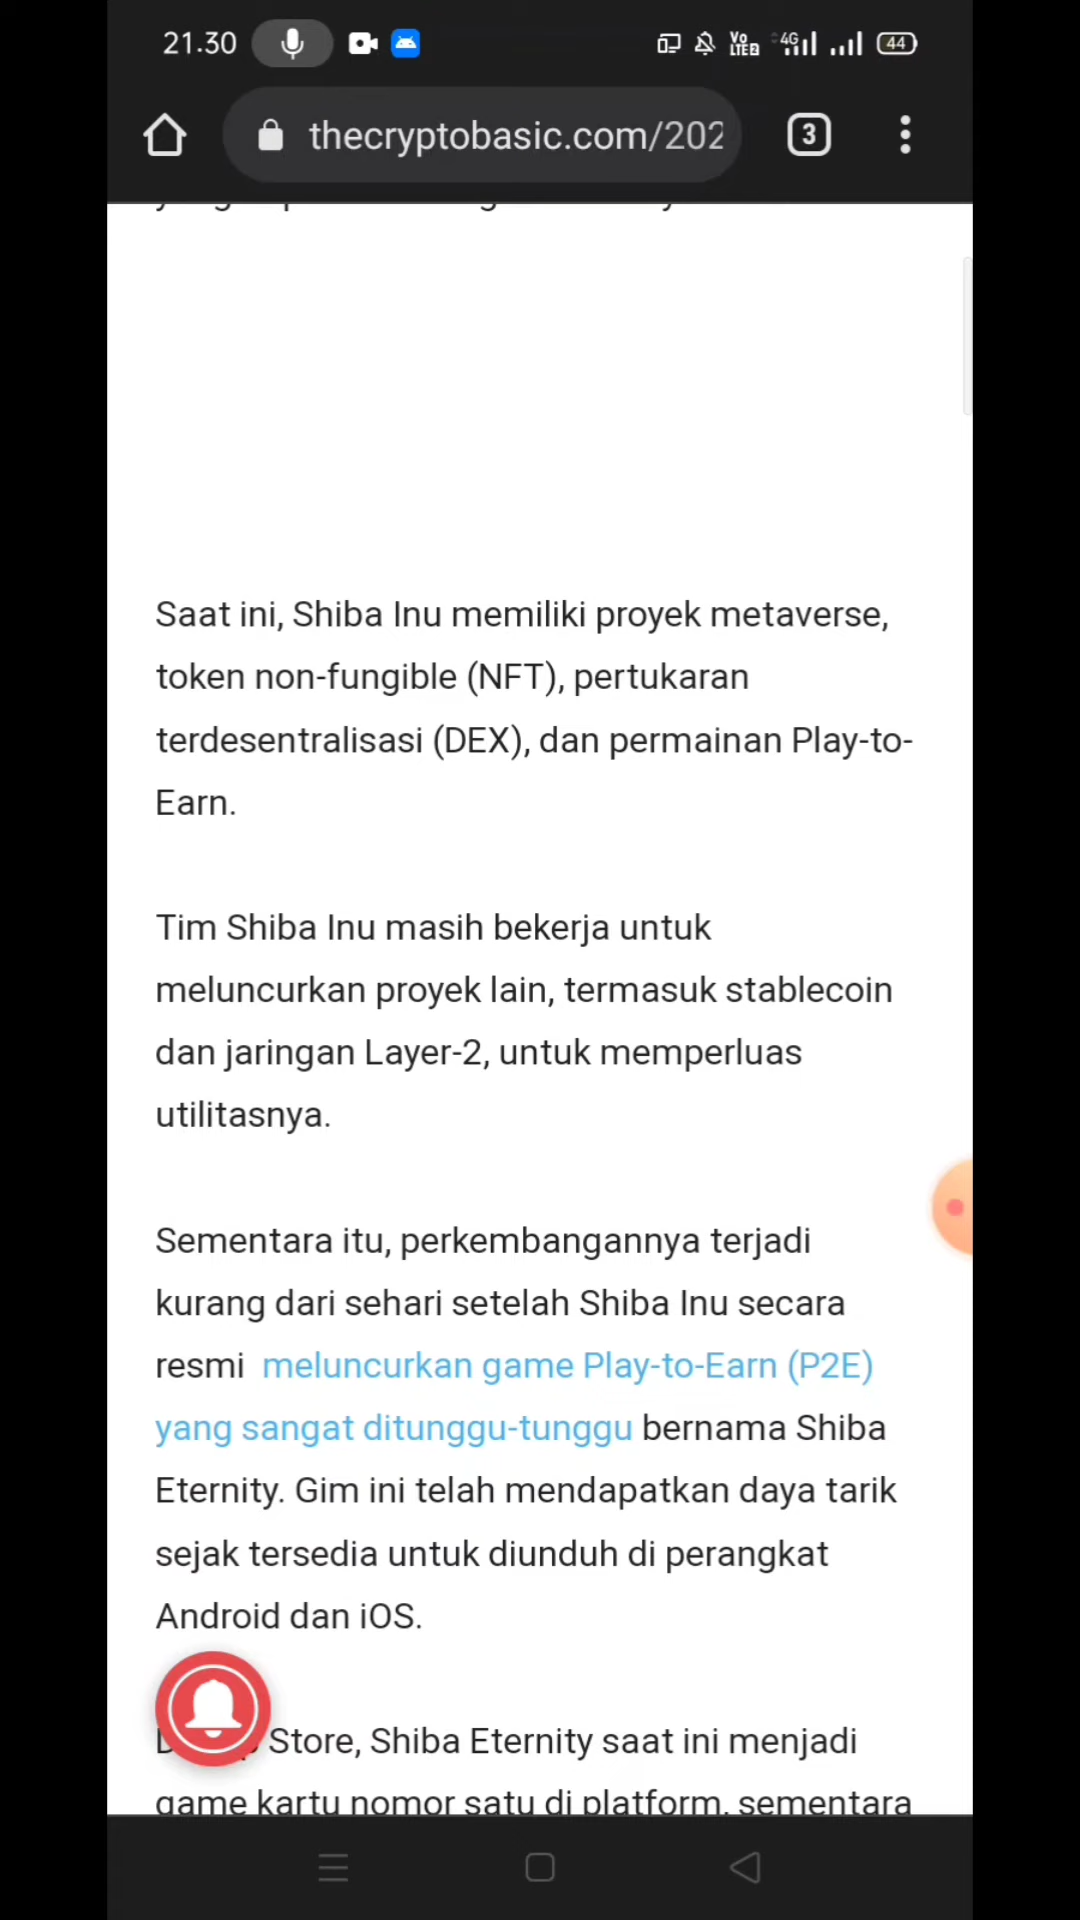 21.30
Vo
LTE2
4G
44
thecryptobasic.com/202
3
Saat ini, Shiba Inu memiliki proyek metaverse,
token non-fungible (NFT), pertukaran
terdesentralisasi (DEX), dan permainan Play-to-
Earn.
Tim Shiba Inu masih bekerja untuk
meluncurkan proyek lain, termasuk stablecoin
dan jaringan Layer-2, untuk memperluas
utilitasnya.
Sementara itu, perkembangannya terjadi
kurang dari sehari setelah Shiba Inu secara
resmi meluncurkan game Play-to-Earn (P2E)
yang sangat ditunggu-tunggu bernama Shiba
Eternity. Gim ini telah mendapatkan daya tarik
sejak tersedia untuk diunduh di perangkat
Android dan iOS.
Store, Shiba Eternity saat ini menjadi
game kartu nomor satu di platform, sementara